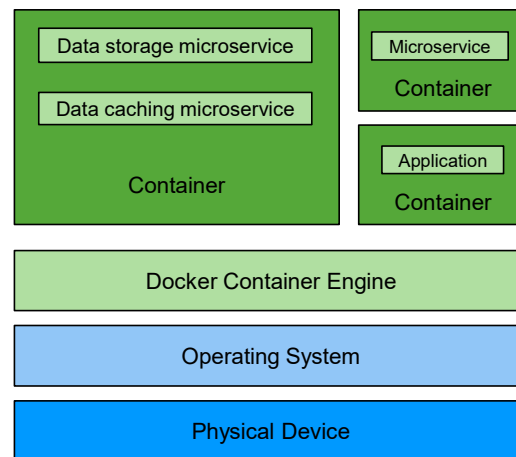 Data storage microservice
Data caching microservice
Container
Microservice
Container
Application
Container
Docker Container Engine
Operating System
Physical Device